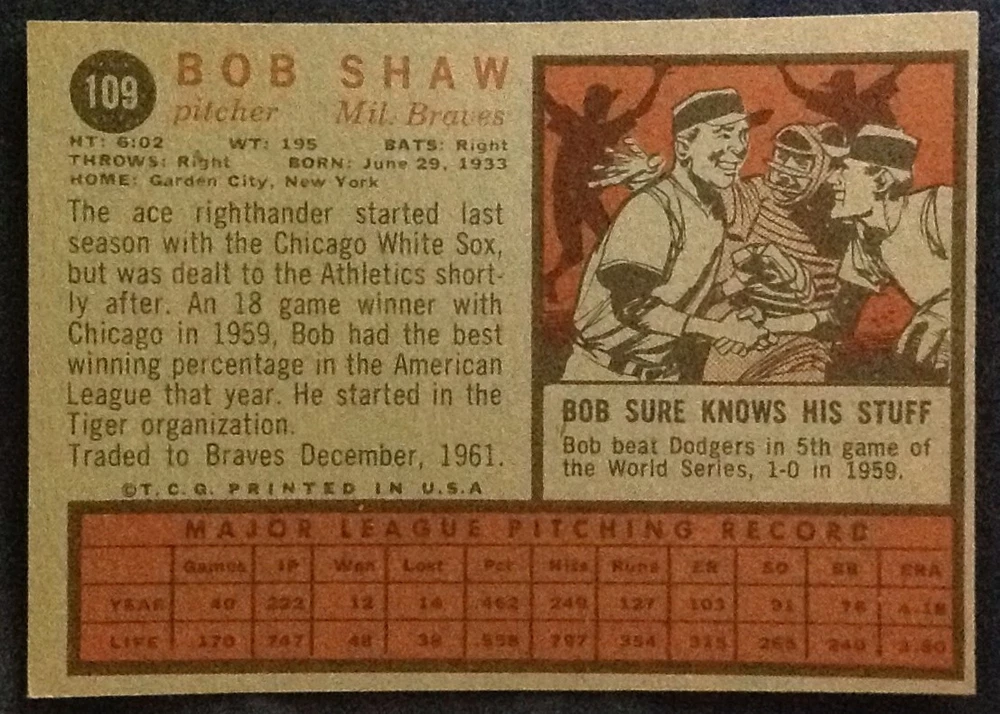 109
BOB SHAW
pitcher Mil. Braves
HT: 6:02 WT: 195 BATS: Right
THROWS: Right BORN: June 29, 1933
HOME: Garden City, New York
The ace righthander started last
season with the Chicago White Sox,
but was dealt to the Athletics short-
ly after. An 18 game winner with
Chicago in 1959, Bob had the best
winning percentage in the American
League that year. He started in the
Tiger organization.
Traded to Braves December, 1961.
©T.C.G. PRINTED IN U.S.A
BOB SURE KNOWS HIS STUFF
Bob beat Dodgers in 5th game of
the World Series, 1-0 in 1959.
MAJOR LEAGUE PITCHING RECORD
Games IP Won Lost Pct Hits Runs ER SO BB ERA
YEAR 40 222 12 14 .462 249 127 103 91 78 4.18
LIFE 170 747 48 38 .558 797 354 315 265 240 3.80